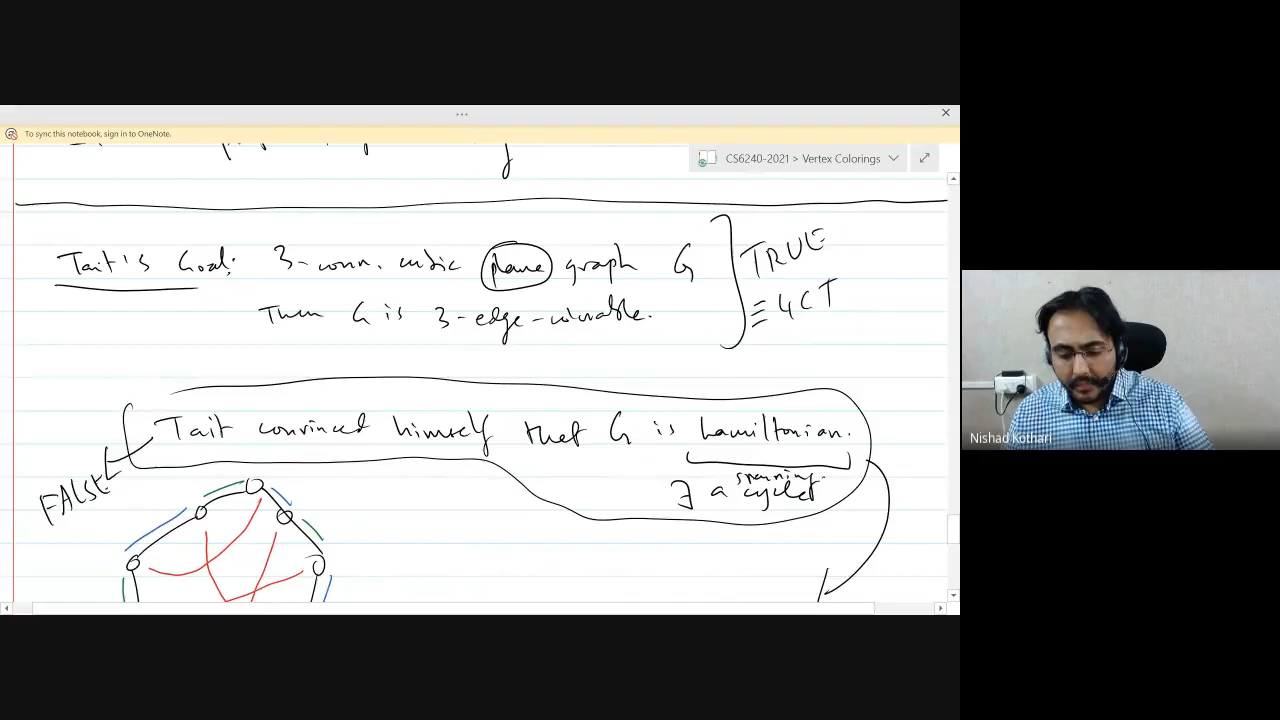 To sync this notebook, sign in to OneNote.
CS6240-2021 > Vertex Colorings
Tait's Goal: 3-conn. cubic plane graph G
Then G is 3-edge-colorable.
TRUE
≡ 4CT
Tait convinced himself that G is hamiltonian.
∃ a spanning cycle
FALSE
Nishad Kothari